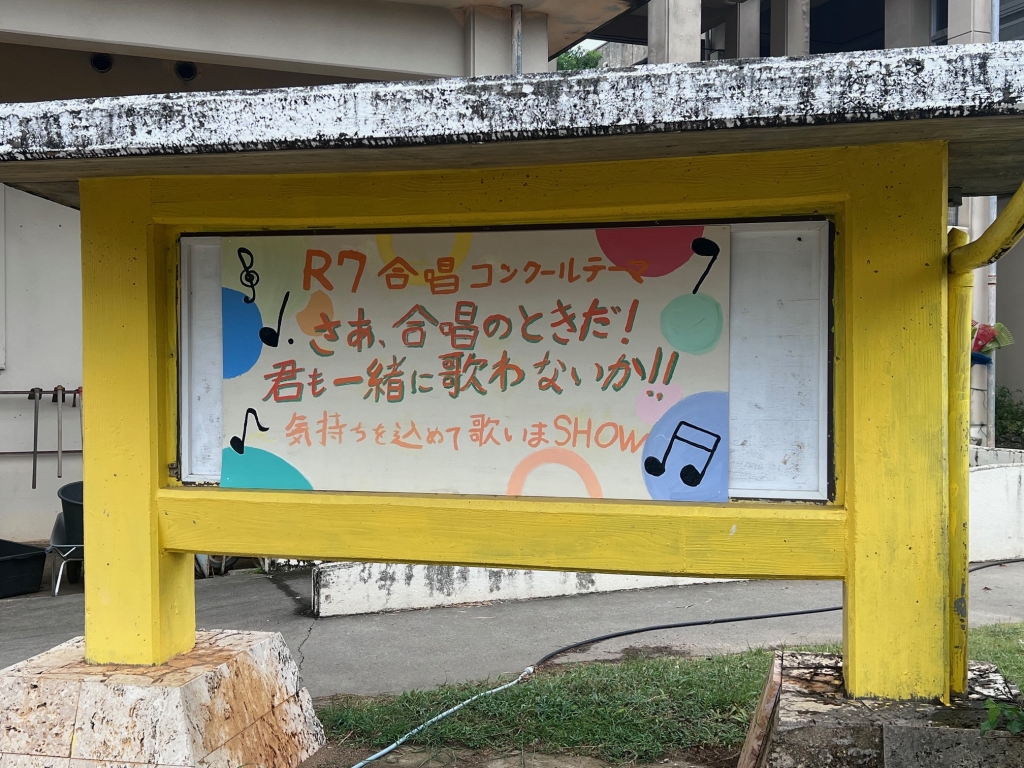 R7 合唱コンクールテーマ
さあ、合唱のときだ！
君も一緒に歌わないか!!
気持ちを込めて歌いまSHOW